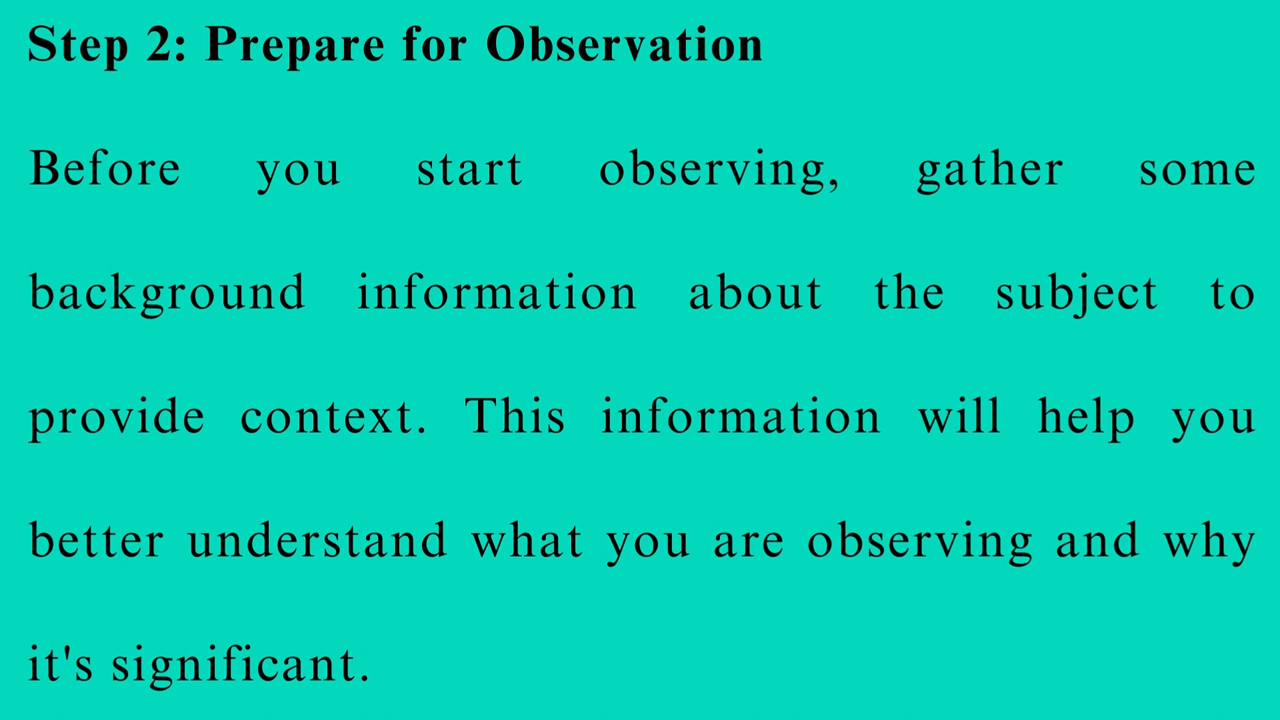 Step 2: Prepare for Observation
Before you start observing, gather some
background information about the subject to
provide context. This information will help you
better understand what you are observing and why
it's significant.